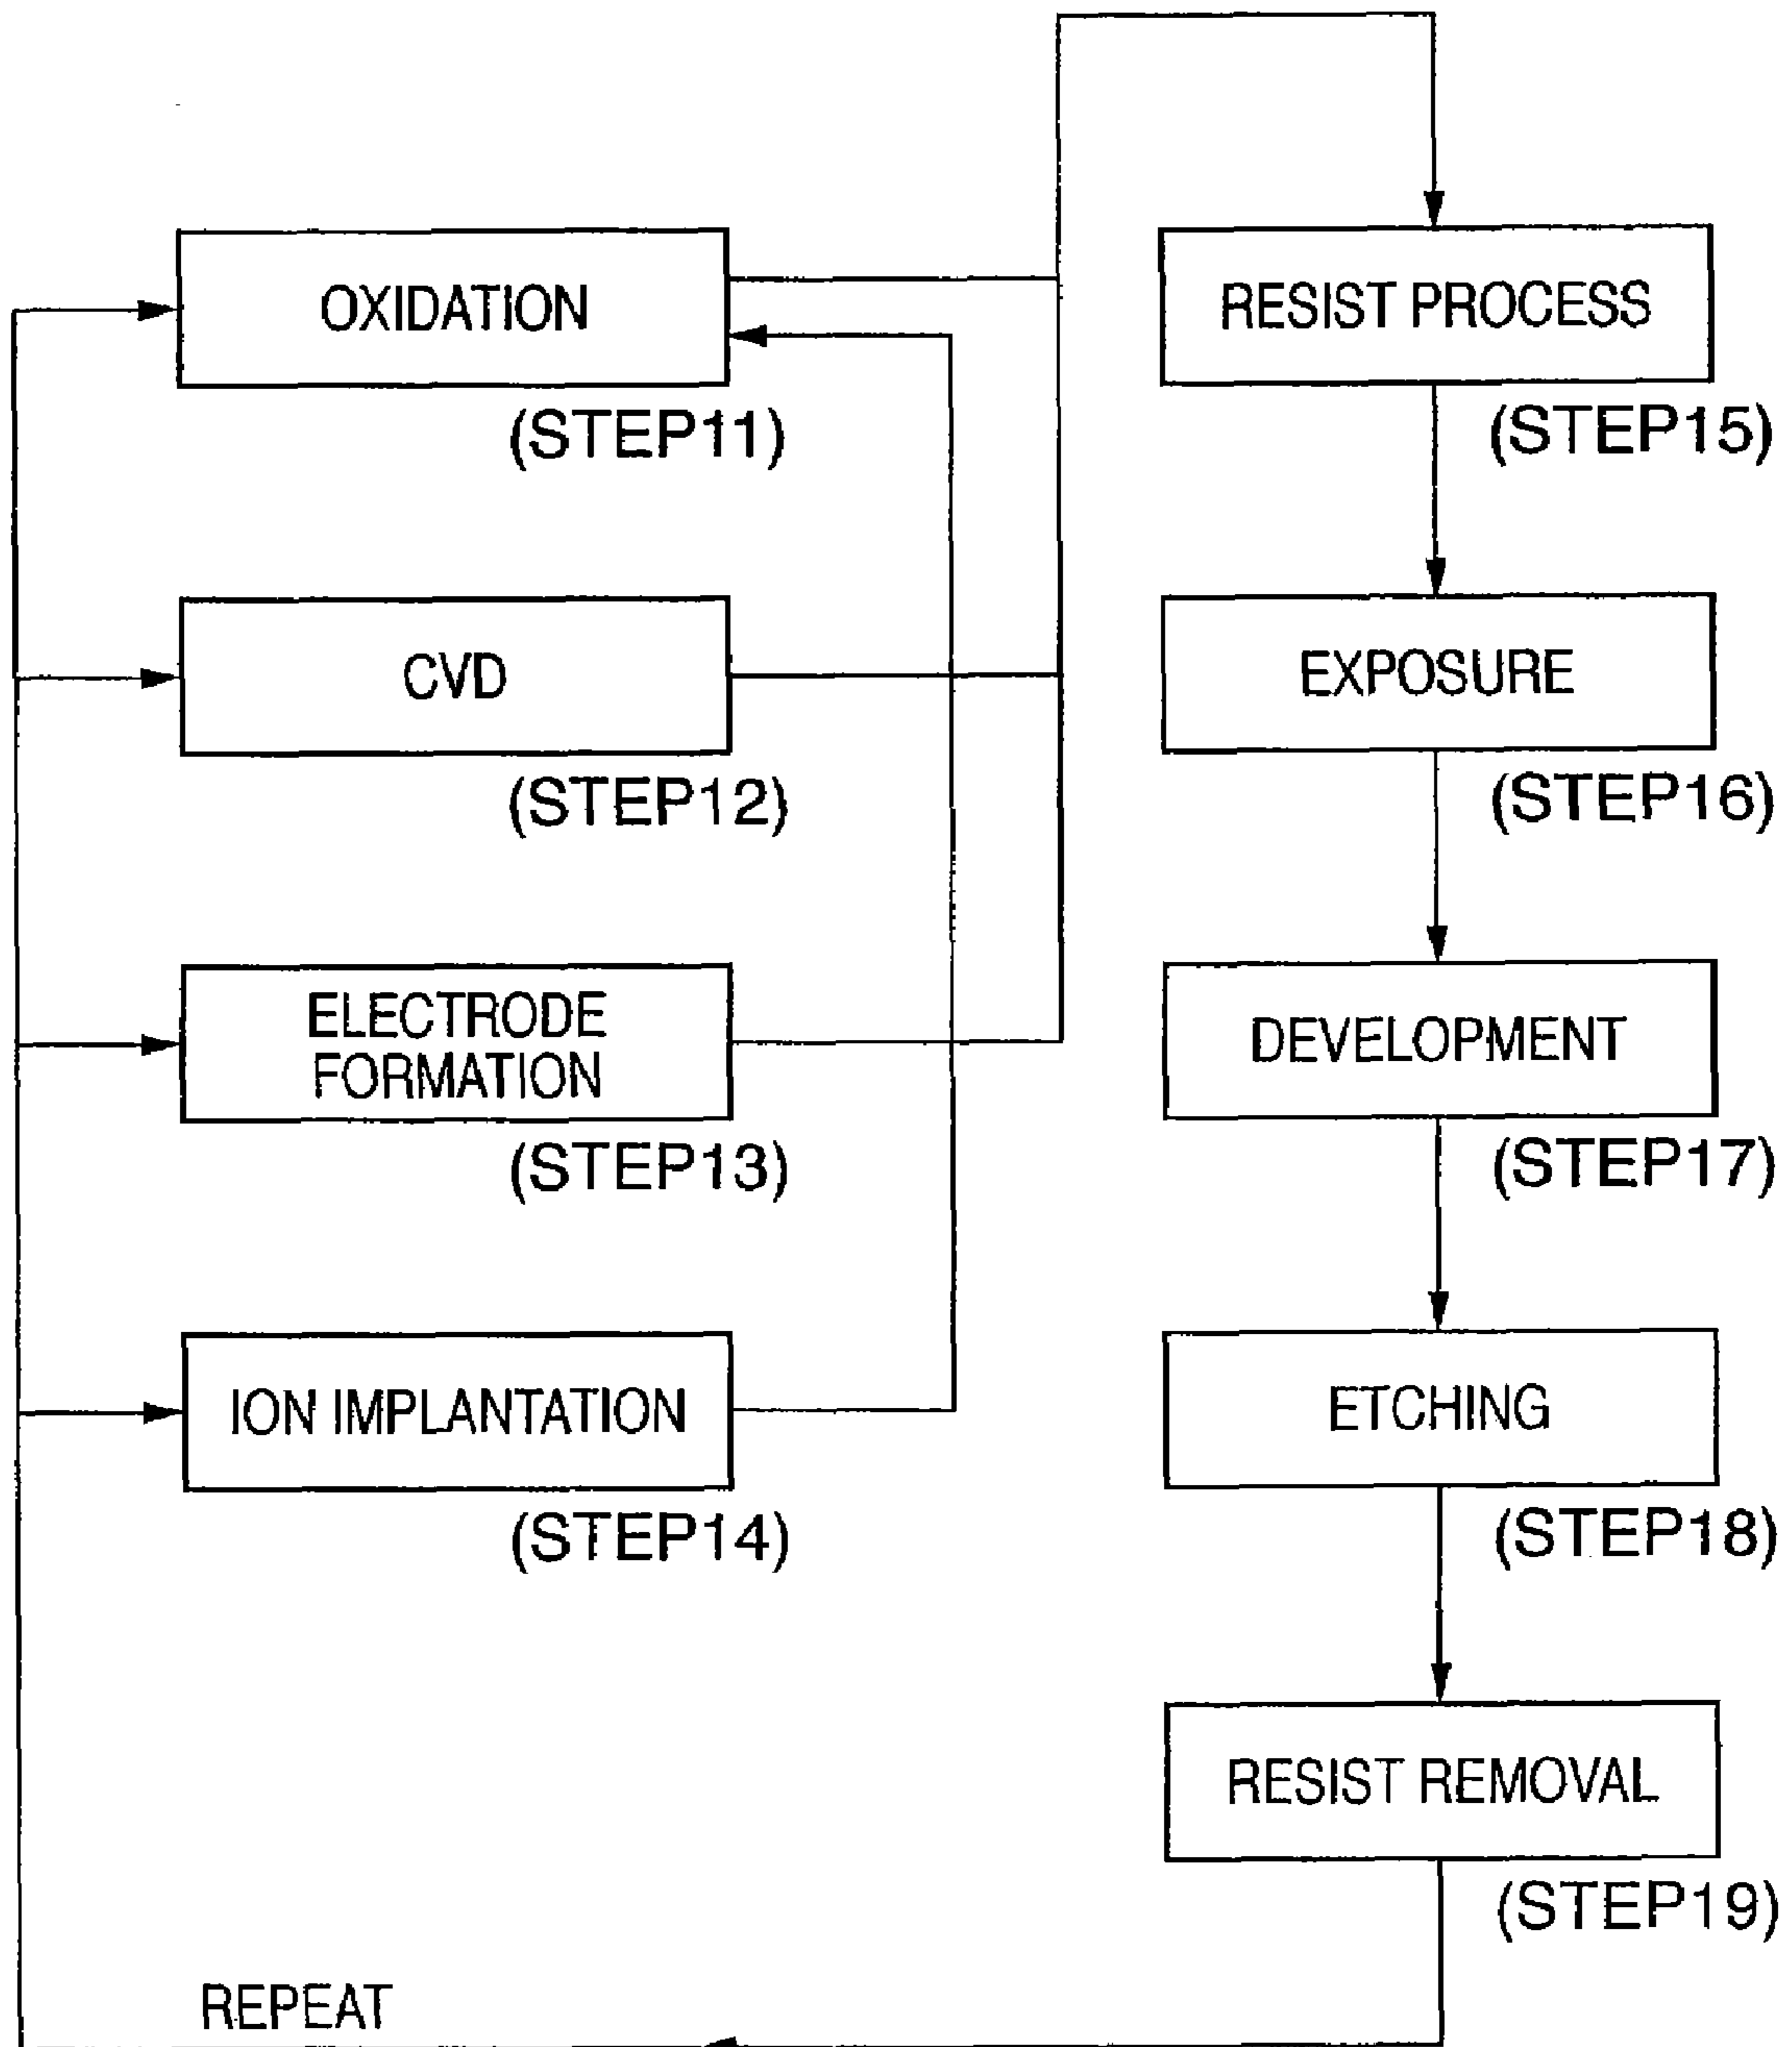 OXIDATION
(STEP11)
CVD
(STEP12)
ELECTRODE
FORMATION
(STEP13)
ION IMPLANTATION
(STEP14)
RESIST PROCESS
(STEP15)
EXPOSURE
(STEP16)
DEVELOPMENT
(STEP17)
ETCHING
(STEP18)
RESIST REMOVAL
(STEP19)
REPEAT